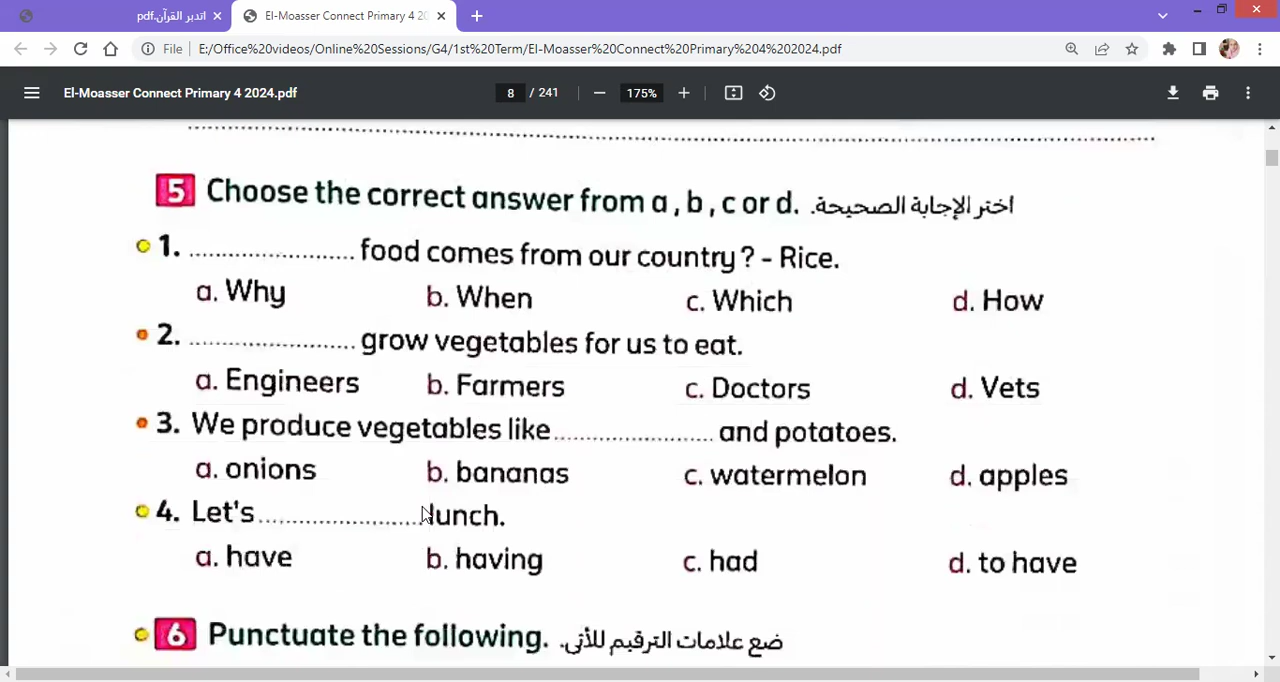 اتدبر القرآن.pdf
El-Moasser Connect Primary 4 20
File
E:/Office%20videos/Online%20Sessions/G4/1st%20Term/El-Moasser%20Connect%20Primary%204%202024.pdf
El-Moasser Connect Primary 4 2024.pdf
8 / 241
175%
5 Choose the correct answer from a , b , c or d. اختر الإجابة الصحيحة.
1. ........................ food comes from our country ? - Rice.
a. Why b. When c. Which d. How
2. ........................ grow vegetables for us to eat.
a. Engineers b. Farmers c. Doctors d. Vets
3. We produce vegetables like ........................ and potatoes.
a. onions b. bananas c. watermelon d. apples
4. Let's ........................ lunch.
a. have b. having c. had d. to have
6 Punctuate the following. ضع علامات الترقيم للأتى.